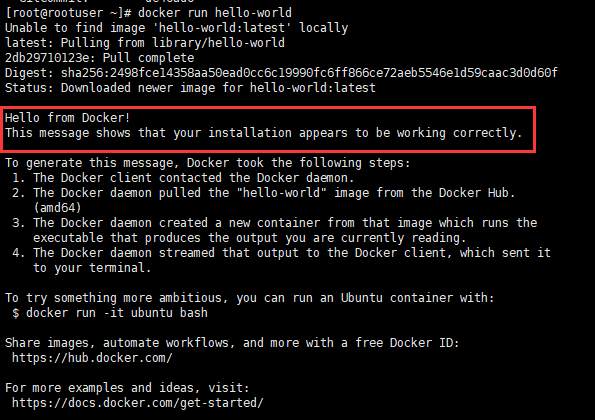 [root@rootuser ~]# docker run hello-world
Unable to find image 'hello-world:latest' locally
latest: Pulling from library/hello-world
2db29710123e: Pull complete
Digest: sha256:2498fce14358aa50ead0cc6c19990fc6ff866ce72aeb5546e1d59caac3d0d60f
Status: Downloaded newer image for hello-world:latest
Hello from Docker!
This message shows that your installation appears to be working correctly.
To generate this message, Docker took the following steps:
1. The Docker client contacted the Docker daemon.
2. The Docker daemon pulled the "hello-world" image from the Docker Hub.
(amd64)
3. The Docker daemon created a new container from that image which runs the
executable that produces the output you are currently reading.
4. The Docker daemon streamed that output to the Docker client, which sent it
to your terminal.
To try something more ambitious, you can run an Ubuntu container with:
$ docker run -it ubuntu bash
Share images, automate workflows, and more with a free Docker ID:
https://hub.docker.com/
For more examples and ideas, visit:
https://docs.docker.com/get-started/